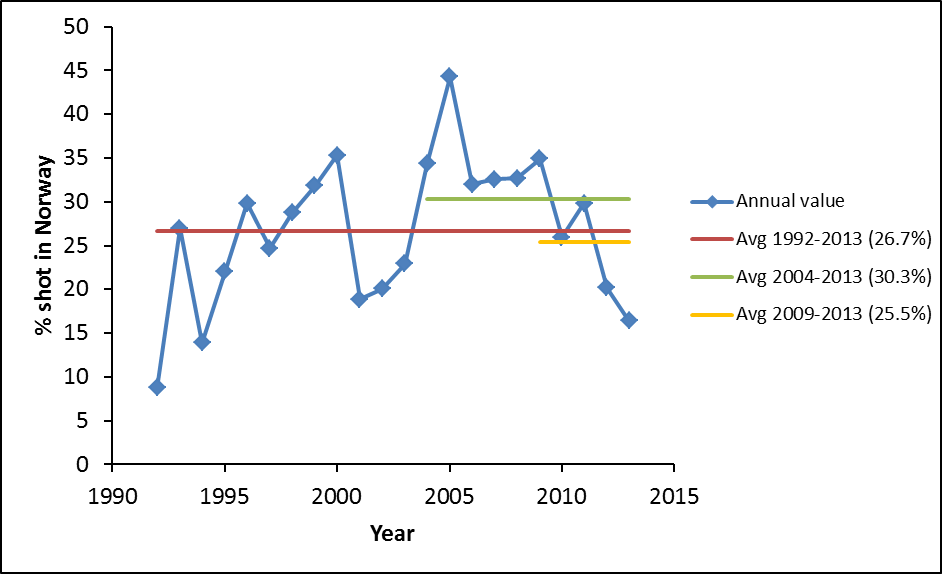 50
45
40
35
30
25
20
15
10
5
0
% shot in Norway
1990 1995 2000 2005 2010 2015
Year
Annual value
Avg 1992-2013 (26.7%)
Avg 2004-2013 (30.3%)
Avg 2009-2013 (25.5%)